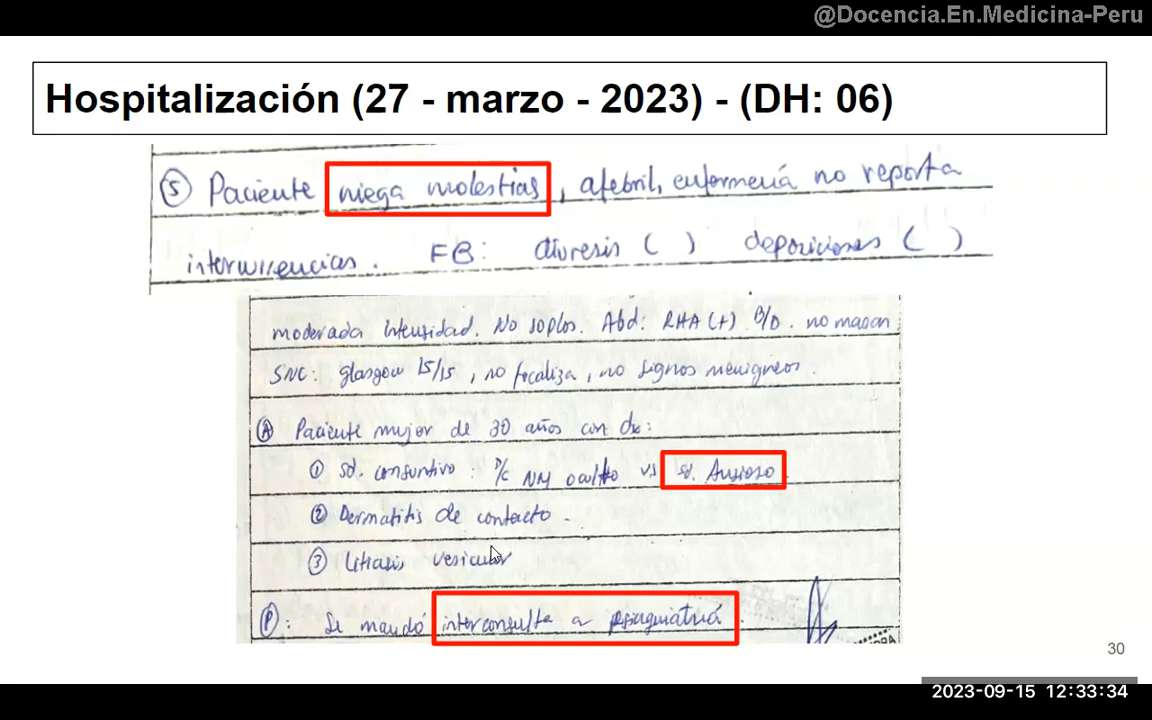 @Docencia.En.Medicina-Peru
Hospitalización (27 - marzo - 2023) - (DH: 06)
Ⓢ Paciente niega molestias, afebril, enfermería no reporta
intercurrencias. FB: diuresis ( ) deposiciones ( )
moderada intensidad. No soplos. Abd: RHA (+) B/D. no masas
SNC: glasgow 15/15, no focaliza, no signos meningreos.
Ⓐ Paciente mujer de 30 años con dx:
① Sd. consuntivo: D/C NM oculto vs sd. Ansioso
② Dermatitis de contacto.
③ Litiasis vesicular
Ⓟ: Se mandó interconsulta a psiquiatría.
30
2023-09-15 12:33:34